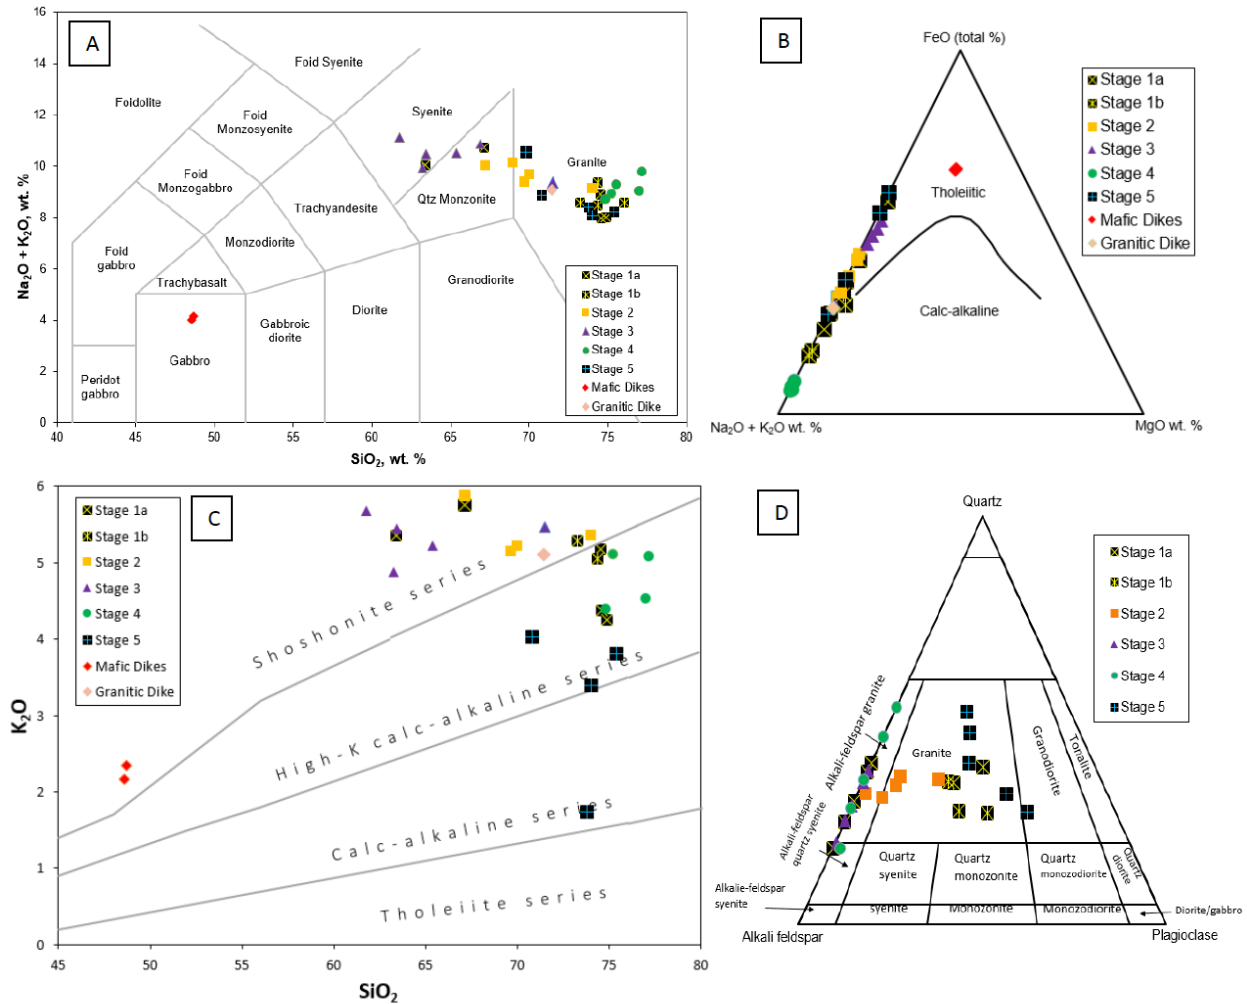 A
16
14
12
10
8
6
4
2
0
Na₂O + K₂O, wt. %
40
45
50
55
60
65
70
75
80
SiO₂, wt. %
Foid Syenite
Foidolite
Foid
Monzosyenite
Syenite
Granite
Foid
Monzogabbro
Trachyandesite
Qtz Monzonite
Foid
gabbro
Monzodiorite
Trachybasalt
Granodiorite
Gabbroic
diorite
Diorite
Gabbro
Peridot
gabbro
Stage 1a
Stage 1b
Stage 2
Stage 3
Stage 4
Stage 5
Mafic Dikes
Granitic Dike
B
FeO (total %)
Tholeiitic
Calc-alkaline
Na₂O + K₂O wt. %
MgO wt. %
Stage 1a
Stage 1b
Stage 2
Stage 3
Stage 4
Stage 5
Mafic Dikes
Granitic Dike
C
6
5
4
3
2
1
0
K₂O
45
50
55
60
65
70
75
80
SiO₂
Stage 1a
Stage 1b
Stage 2
Stage 3
Stage 4
Stage 5
Mafic Dikes
Granitic Dike
Shoshonite series
High-K calc-alkaline series
Calc-alkaline series
Tholeiite series
D
Quartz
Stage 1a
Stage 1b
Stage 2
Stage 3
Stage 4
Stage 5
Alkali-feldspar granite
Granite
Granodiorite
Tonalite
Alkali-feldspar
quartz syenite
Quartz
syenite
Quartz
monozonite
Quartz
monozodiorite
Quartz
diorite
Alkalie-feldspar
syenite
Syenite
Monozonite
Monozodiorite
Diorite/gabbro
Alkali feldspar
Plagioclase